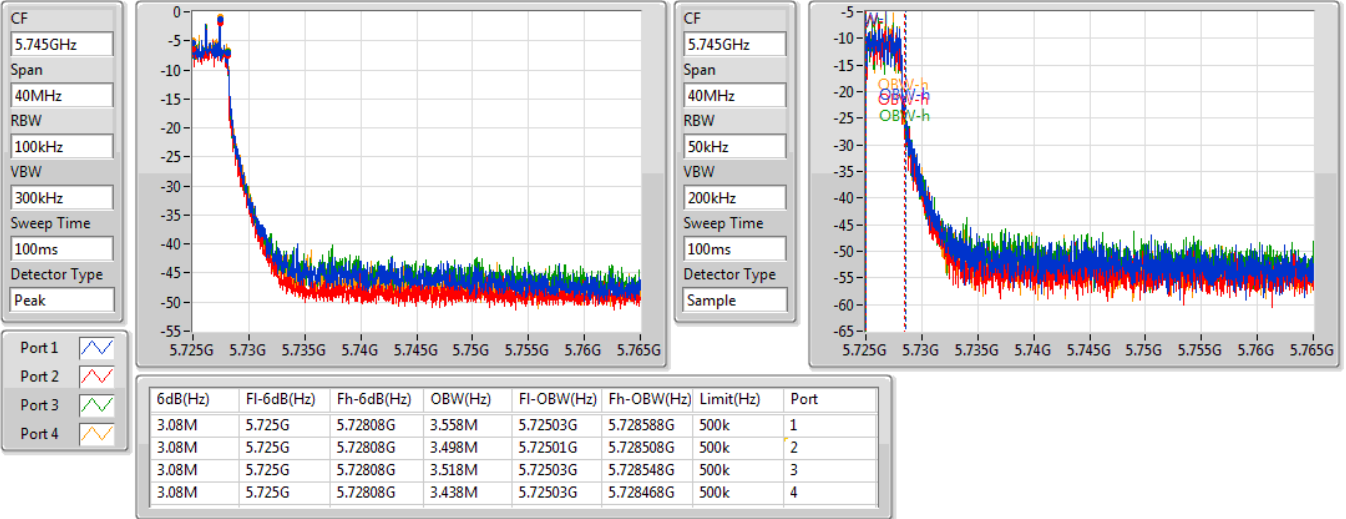 CF
5.745GHz
Span
40MHz
RBW
100kHz
VBW
300kHz
Sweep Time
100ms
Detector Type
Peak
0
-5
-10
-15
-20
-25
-30
-35
-40
-45
-50
-55
5.725G 5.73G 5.735G 5.74G 5.745G 5.75G 5.755G 5.76G 5.765G
CF
5.745GHz
Span
40MHz
RBW
50kHz
VBW
200kHz
Sweep Time
100ms
Detector Type
Sample
-5
-10
-15
-20
-25
-30
-35
-40
-45
-50
-55
-60
-65
OBW-h
OBW-h
OBW-h
OBW-h
5.725G 5.73G 5.735G 5.74G 5.745G 5.75G 5.755G 5.76G 5.765G
Port 1
Port 2
Port 3
Port 4
6dB(Hz) Fl-6dB(Hz) Fh-6dB(Hz) OBW(Hz) Fl-OBW(Hz) Fh-OBW(Hz) Limit(Hz) Port
3.08M 5.725G 5.72808G 3.558M 5.72503G 5.728588G 500k 1
3.08M 5.725G 5.72808G 3.498M 5.72501G 5.728508G 500k 2
3.08M 5.725G 5.72808G 3.518M 5.72503G 5.728548G 500k 3
3.08M 5.725G 5.72808G 3.438M 5.72503G 5.728468G 500k 4